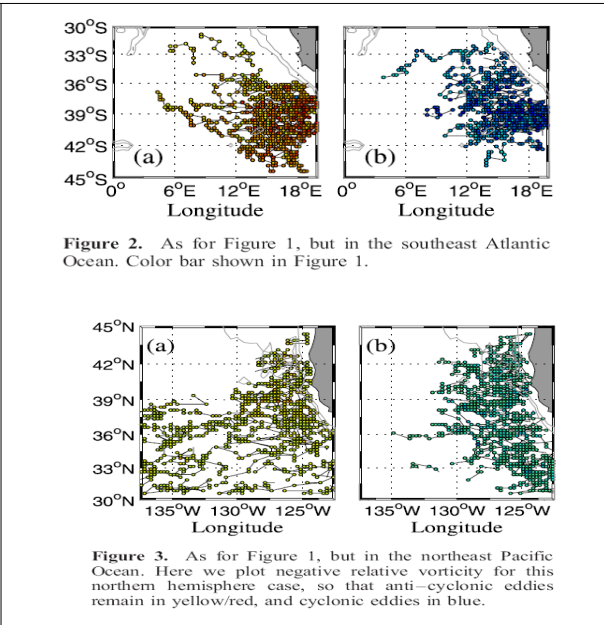 30°S
33°S
36°S
39°S
42°S
45°S
(a)
(b)
0° 6°E 12°E 18°E
0° 6°E 12°E 18°E
Longitude
Longitude
Figure 2. As for Figure 1, but in the southeast Atlantic
Ocean. Color bar shown in Figure 1.
45°N
42°N
39°N
36°N
33°N
30°N
(a)
(b)
135°W 130°W 125°W
135°W 130°W 125°W
Longitude
Longitude
Figure 3. As for Figure 1, but in the northeast Pacific
Ocean. Here we plot negative relative vorticity for this
northern hemisphere case, so that anti–cyclonic eddies
remain in yellow/red, and cyclonic eddies in blue.